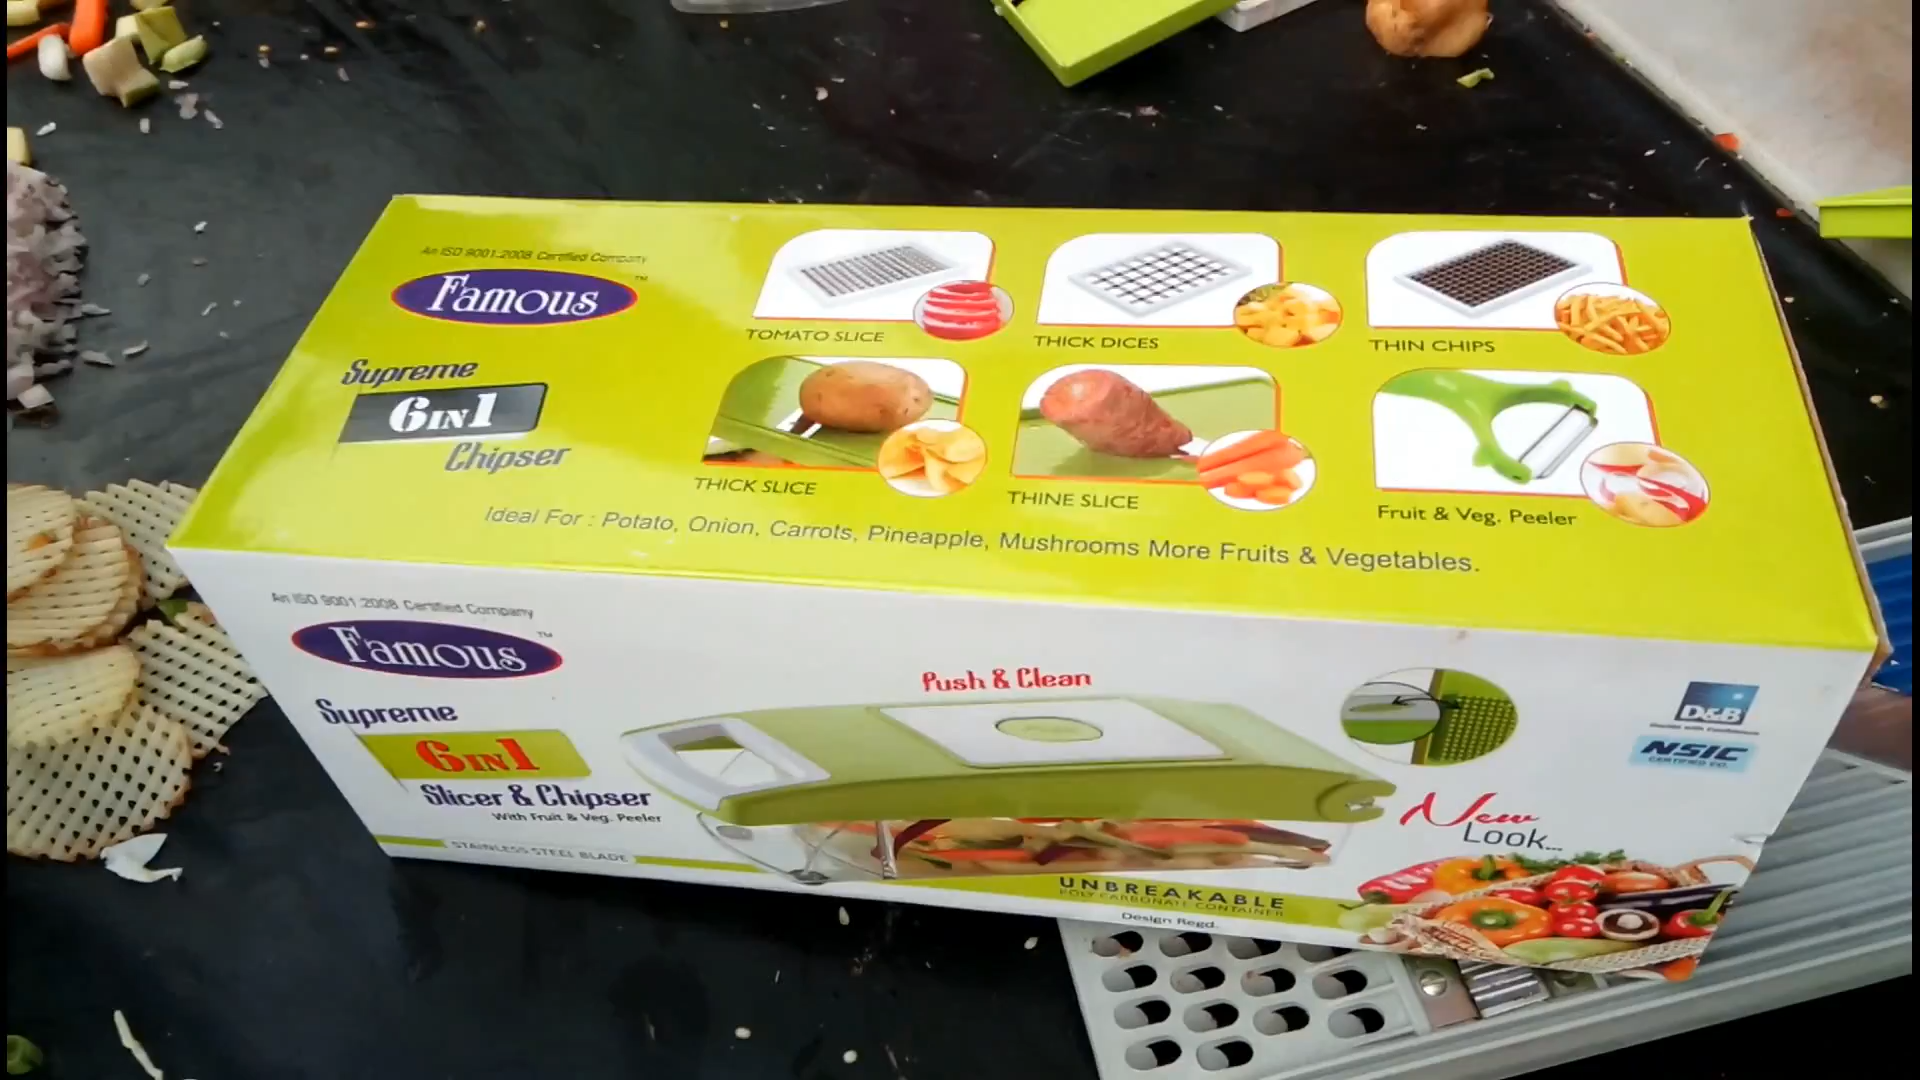 An ISO 9001:2008 Certified Company
Famous™
Supreme
6IN1
Chipser
TOMATO SLICE
THICK DICES
THIN CHIPS
THICK SLICE
THINE SLICE
Fruit & Veg. Peeler
Ideal For : Potato, Onion, Carrots, Pineapple, Mushrooms More Fruits & Vegetables.
An ISO 9001:2008 Certified Company
Famous™
Supreme
6IN1
Slicer & Chipser
With Fruit & Veg. Peeler
STAINLESS STEEL BLADE
Push & Clean
D&B
NSIC
CERTIFIED CO.
New
Look...
UNBREAKABLE
POLY CARBONATE CONTAINER
Design Regd.